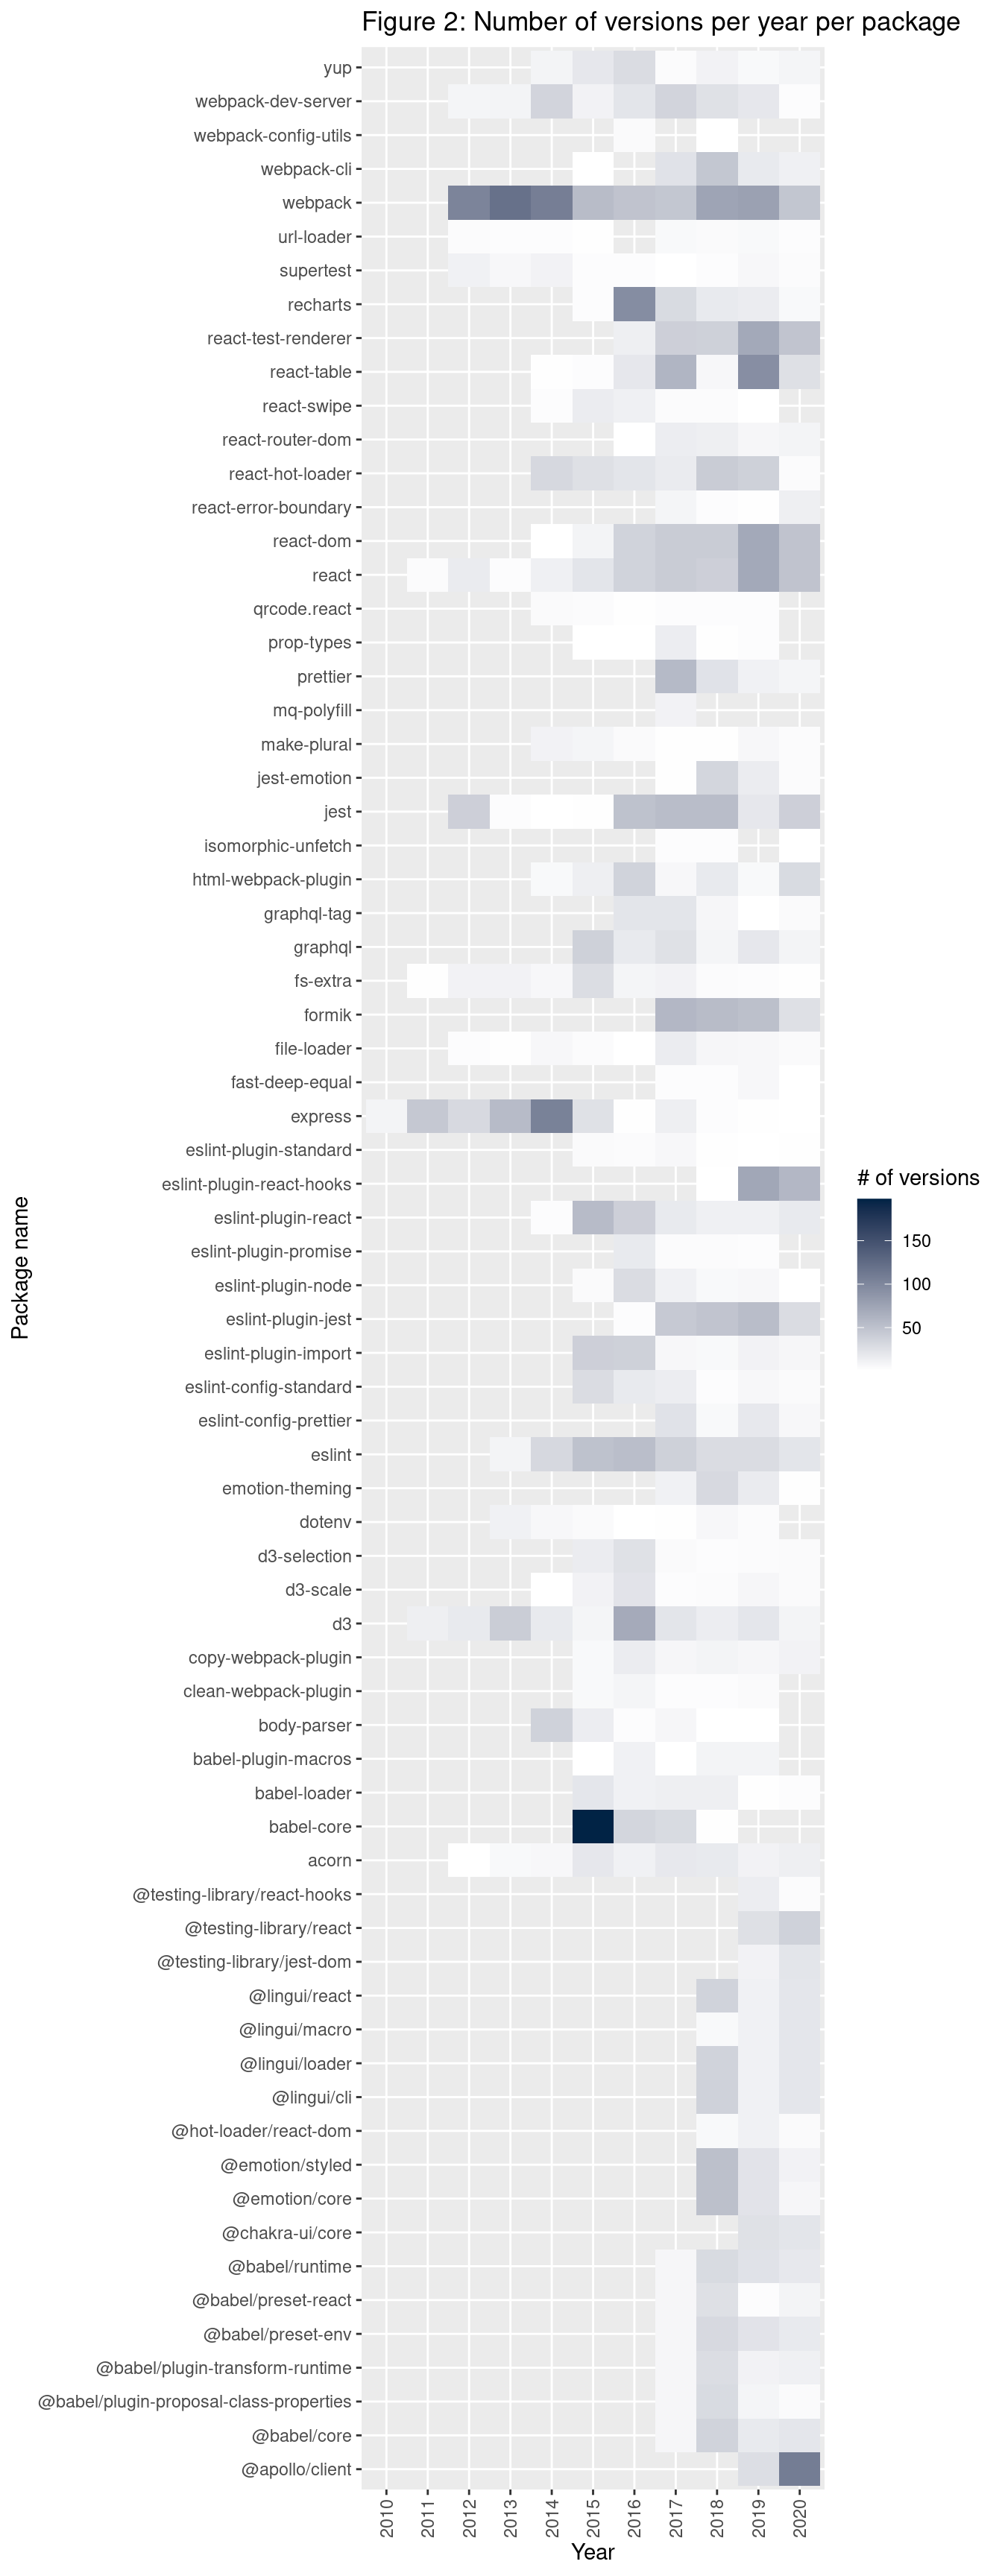 Figure 2: Number of versions per year per package
yup
webpack-dev-server
webpack-config-utils
webpack-cli
webpack
url-loader
supertest
recharts
react-test-renderer
react-table
react-swipe
react-router-dom
react-hot-loader
react-error-boundary
react-dom
react
qrcode.react
prop-types
prettier
mq-polyfill
make-plural
jest-emotion
jest
isomorphic-unfetch
html-webpack-plugin
graphql-tag
graphql
fs-extra
formik
file-loader
fast-deep-equal
express
eslint-plugin-standard
eslint-plugin-react-hooks
eslint-plugin-react
eslint-plugin-promise
eslint-plugin-node
eslint-plugin-jest
eslint-plugin-import
eslint-config-standard
eslint-config-prettier
eslint
emotion-theming
dotenv
d3-selection
d3-scale
d3
copy-webpack-plugin
clean-webpack-plugin
body-parser
babel-plugin-macros
babel-loader
babel-core
acorn
@testing-library/react-hooks
@testing-library/react
@testing-library/jest-dom
@lingui/react
@lingui/macro
@lingui/loader
@lingui/cli
@hot-loader/react-dom
@emotion/styled
@emotion/core
@chakra-ui/core
@babel/runtime
@babel/preset-react
@babel/preset-env
@babel/plugin-transform-runtime
@babel/plugin-proposal-class-properties
@babel/core
@apollo/client
Package name
2010
2011
2012
2013
2014
2015
2016
2017
2018
2019
2020
Year
# of versions
150
100
50